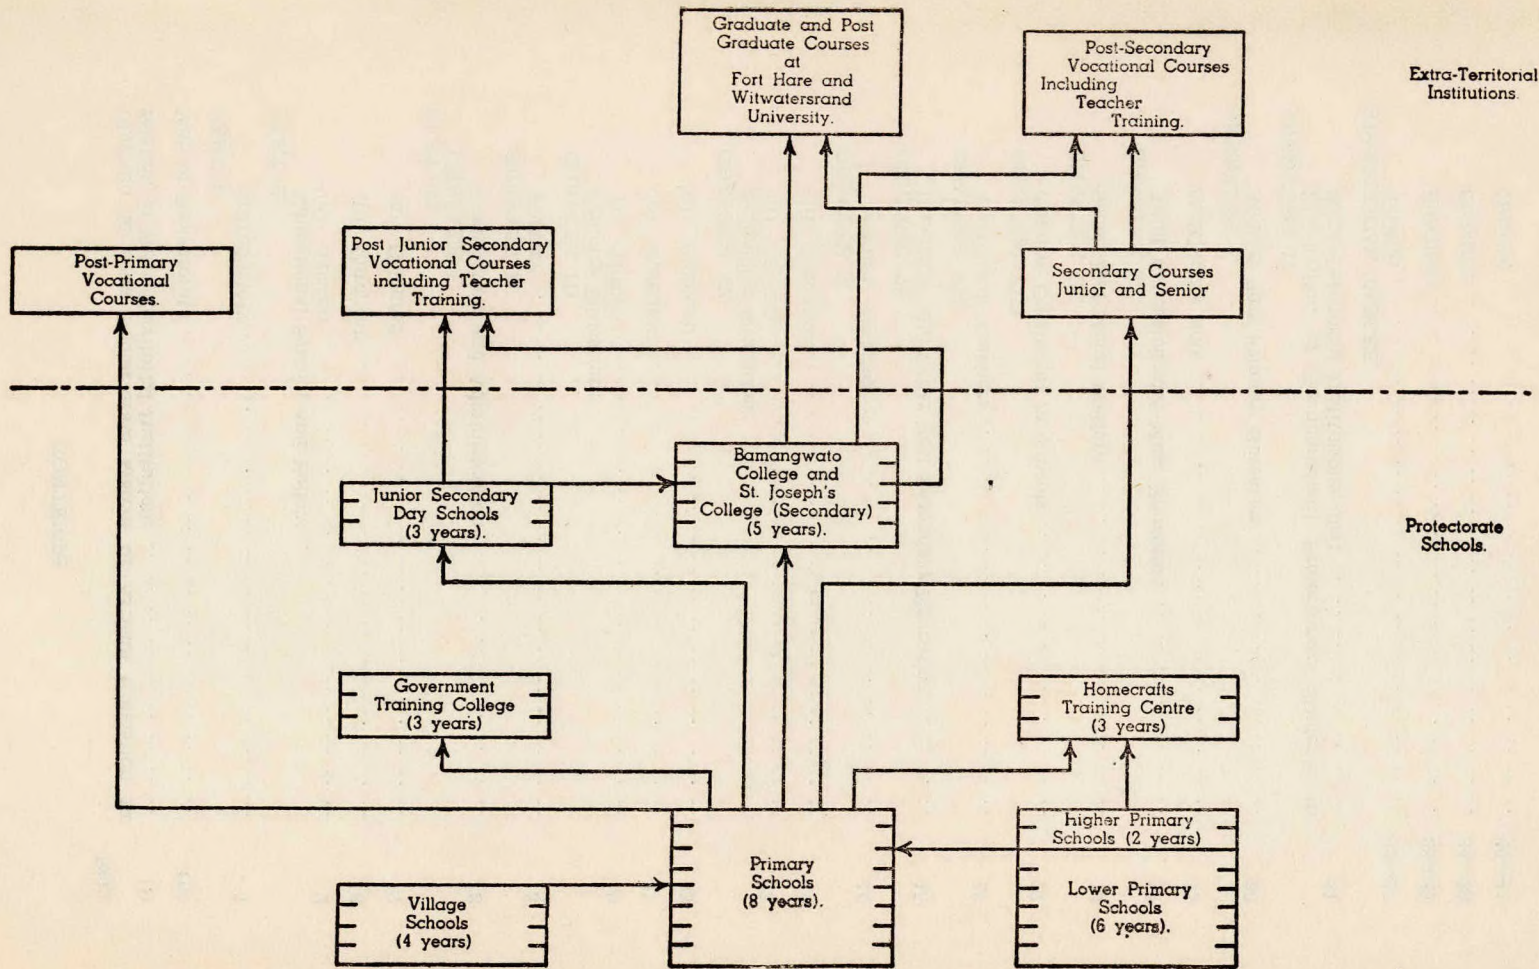 Graduate and Post
Graduate Courses
at
Fort Hare and
Witwatersrand
University.
Post-Secondary
Vocational Courses
Including
Teacher
Training.
Extra-Territorial
Institutions.
Post-Primary
Vocational
Courses.
Post Junior Secondary
Vocational Courses
including Teacher
Training.
Secondary Courses
Junior and Senior
Junior Secondary
Day Schools
(3 years).
Bamangwato
College and
St. Joseph's
College (Secondary)
(5 years).
Protectorate
Schools.
Government
Training College
(3 years)
Homecrafts
Training Centre
(3 years)
Village
Schools
(4 years)
Primary
Schools
(8 years).
Higher Primary
Schools (2 years)
Lower Primary
Schools
(6 years).